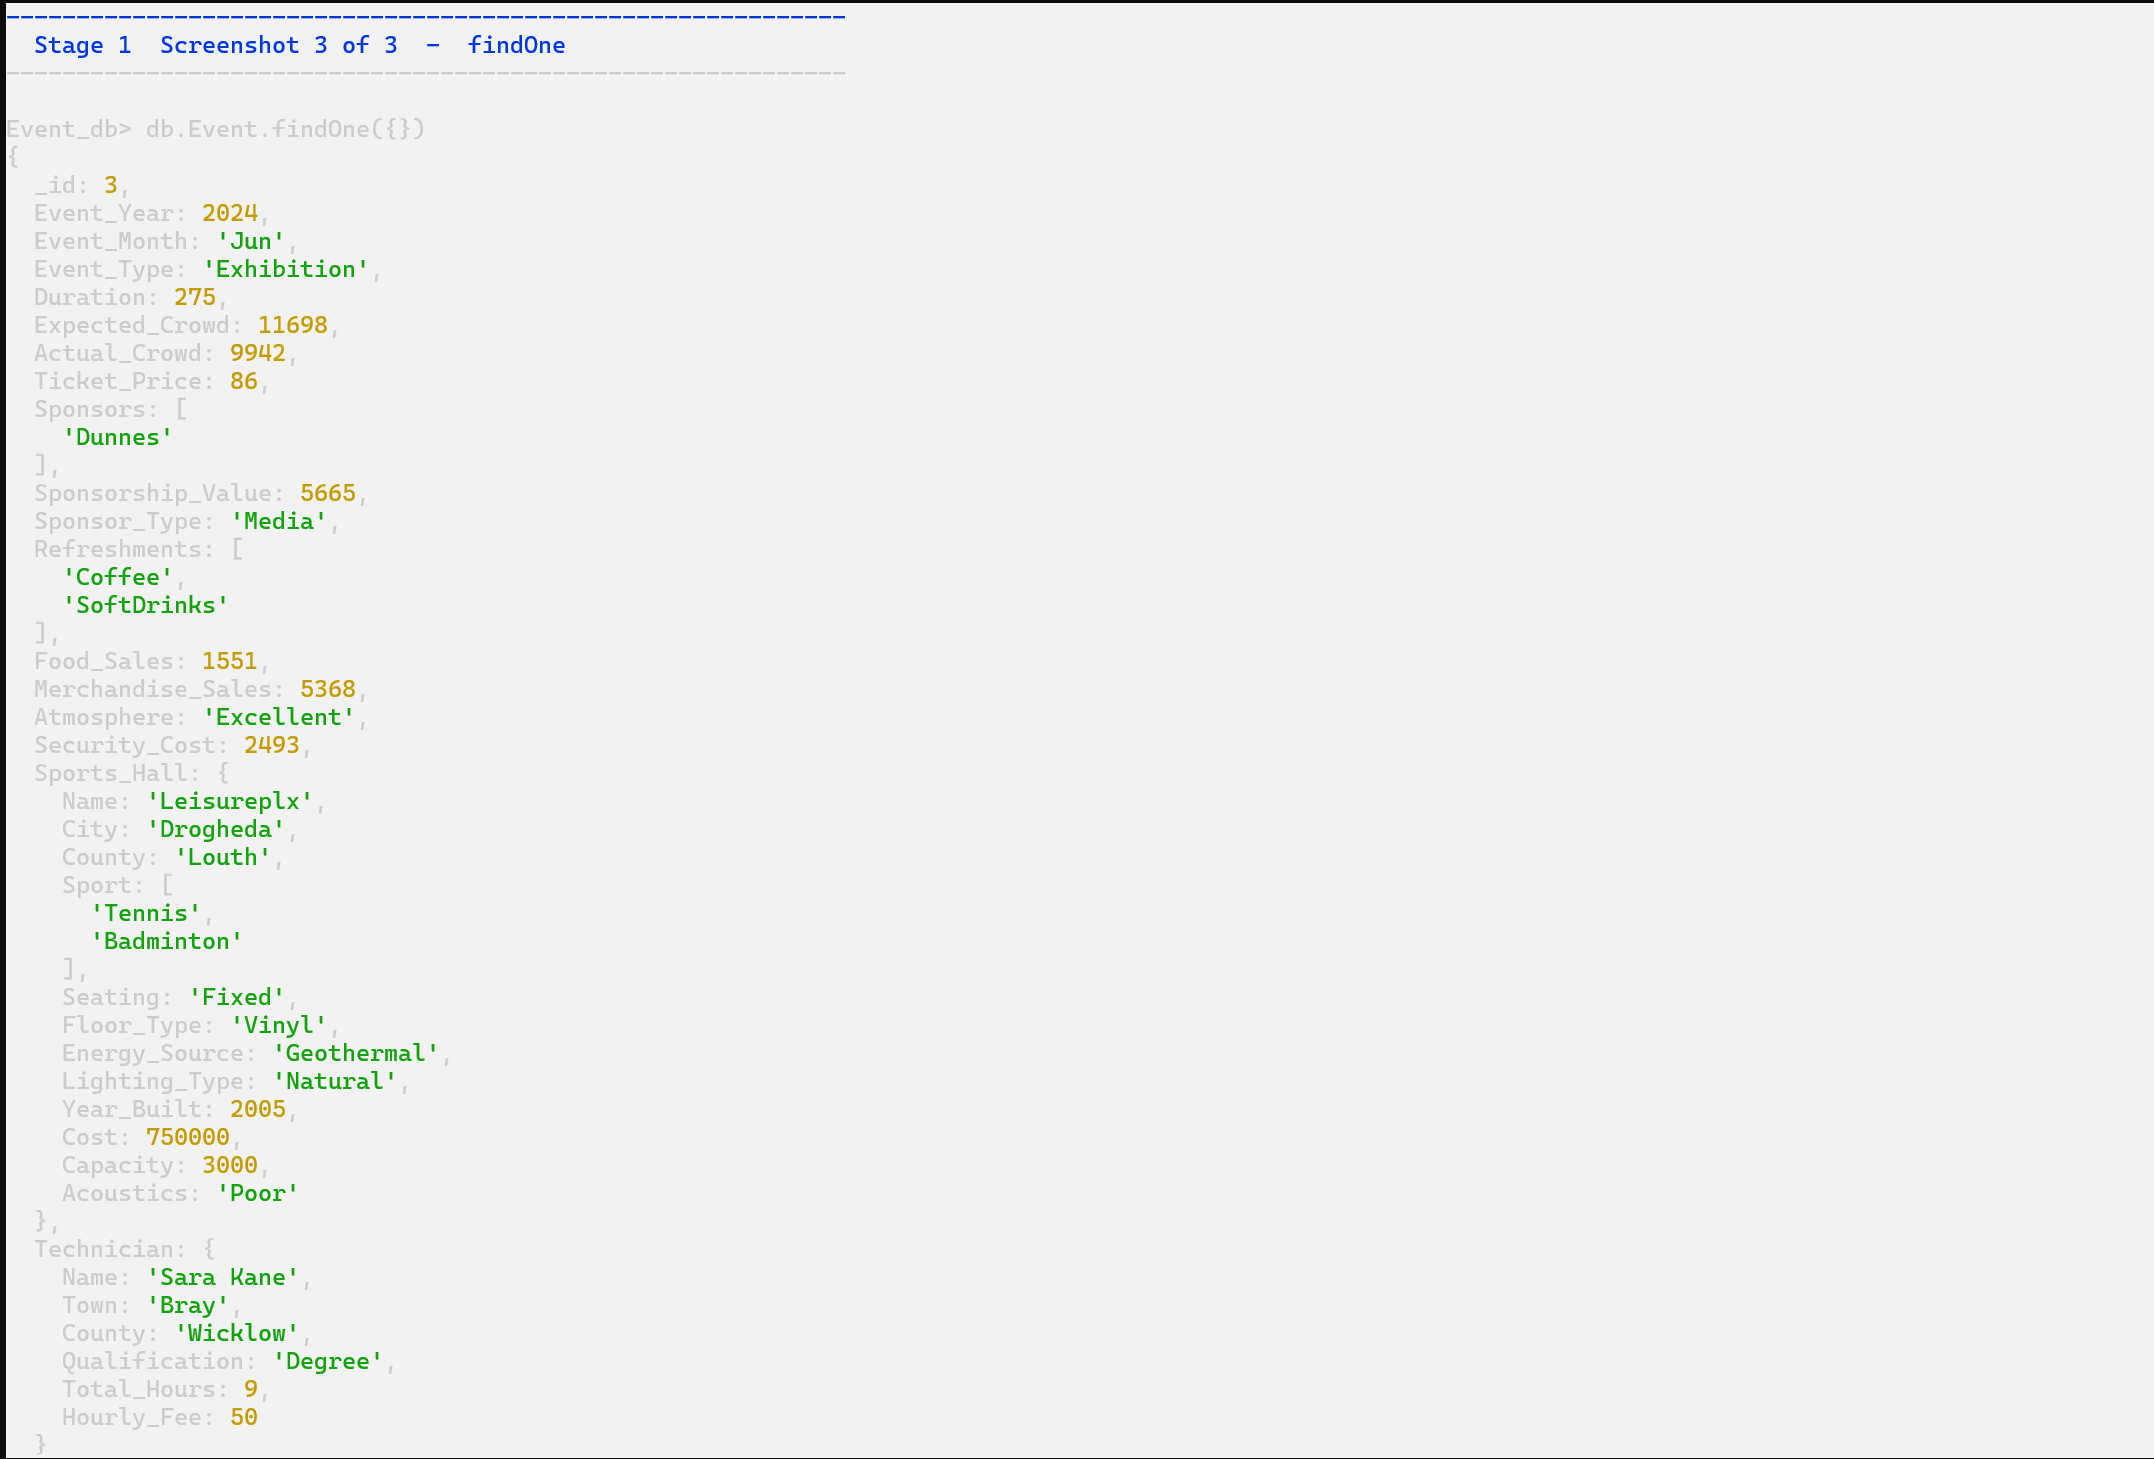 ------------------------------------------------------------
  Stage 1  Screenshot 3 of 3  -  findOne
------------------------------------------------------------

Event_db> db.Event.findOne({})
{
  _id: 3,
  Event_Year: 2024,
  Event_Month: 'Jun',
  Event_Type: 'Exhibition',
  Duration: 275,
  Expected_Crowd: 11698,
  Actual_Crowd: 9942,
  Ticket_Price: 86,
  Sponsors: [
    'Dunnes'
  ],
  Sponsorship_Value: 5665,
  Sponsor_Type: 'Media',
  Refreshments: [
    'Coffee',
    'SoftDrinks'
  ],
  Food_Sales: 1551,
  Merchandise_Sales: 5368,
  Atmosphere: 'Excellent',
  Security_Cost: 2493,
  Sports_Hall: {
    Name: 'Leisureplx',
    City: 'Drogheda',
    County: 'Louth',
    Sport: [
      'Tennis',
      'Badminton'
    ],
    Seating: 'Fixed',
    Floor_Type: 'Vinyl',
    Energy_Source: 'Geothermal',
    Lighting_Type: 'Natural',
    Year_Built: 2005,
    Cost: 750000,
    Capacity: 3000,
    Acoustics: 'Poor'
  },
  Technician: {
    Name: 'Sara Kane',
    Town: 'Bray',
    County: 'Wicklow',
    Qualification: 'Degree',
    Total_Hours: 9,
    Hourly_Fee: 50
  }